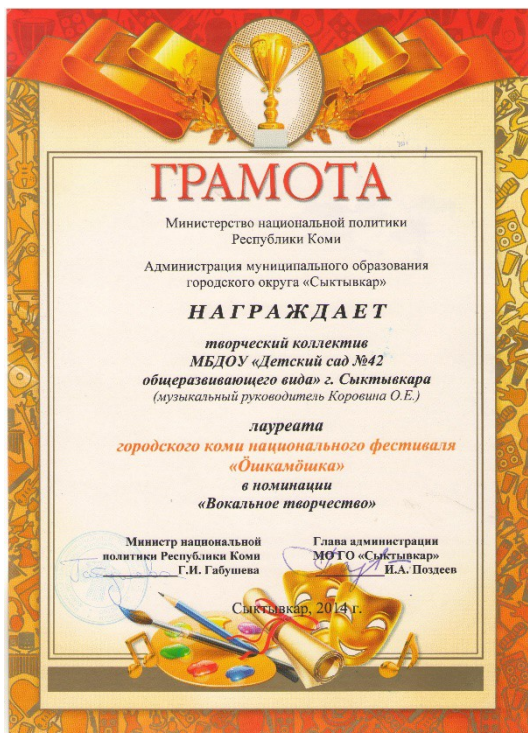 ГРАМОТА
Министерство национальной политики
Республики Коми
Администрация муниципального образования
городского округа «Сыктывкар»
НАГРАЖДАЕТ
творческий коллектив
МБДОУ «Детский сад №42
общеразвивающего вида» г. Сыктывкара
(музыкальный руководитель Коровина О.Е.)
лауреата
городского коми национального фестиваля
«Ӧшкамӧшка»
в номинации
«Вокальное творчество»
Министр национальной
политики Республики Коми
Г.И. Габушева
Глава администрации
МО ГО «Сыктывкар»
И.А. Поздеев
Сыктывкар, 2014 г.